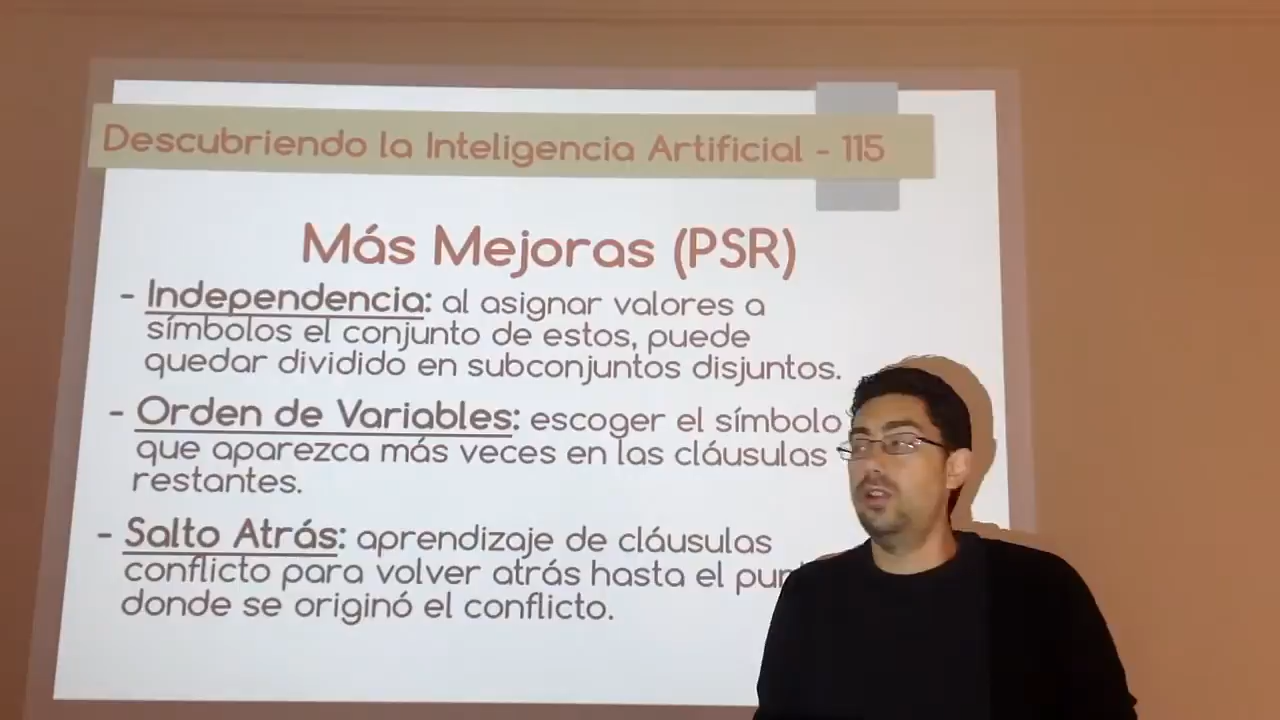 Descubriendo la Inteligencia Artificial - 115
Más Mejoras (PSR)
- Independencia: al asignar valores a
símbolos el conjunto de estos, puede
quedar dividido en subconjuntos disjuntos.
- Orden de Variables: escoger el símbolo
que aparezca más veces en las cláusulas
restantes.
- Salto Atrás: aprendizaje de cláusulas
conflicto para volver atrás hasta el
donde se originó el conflicto.